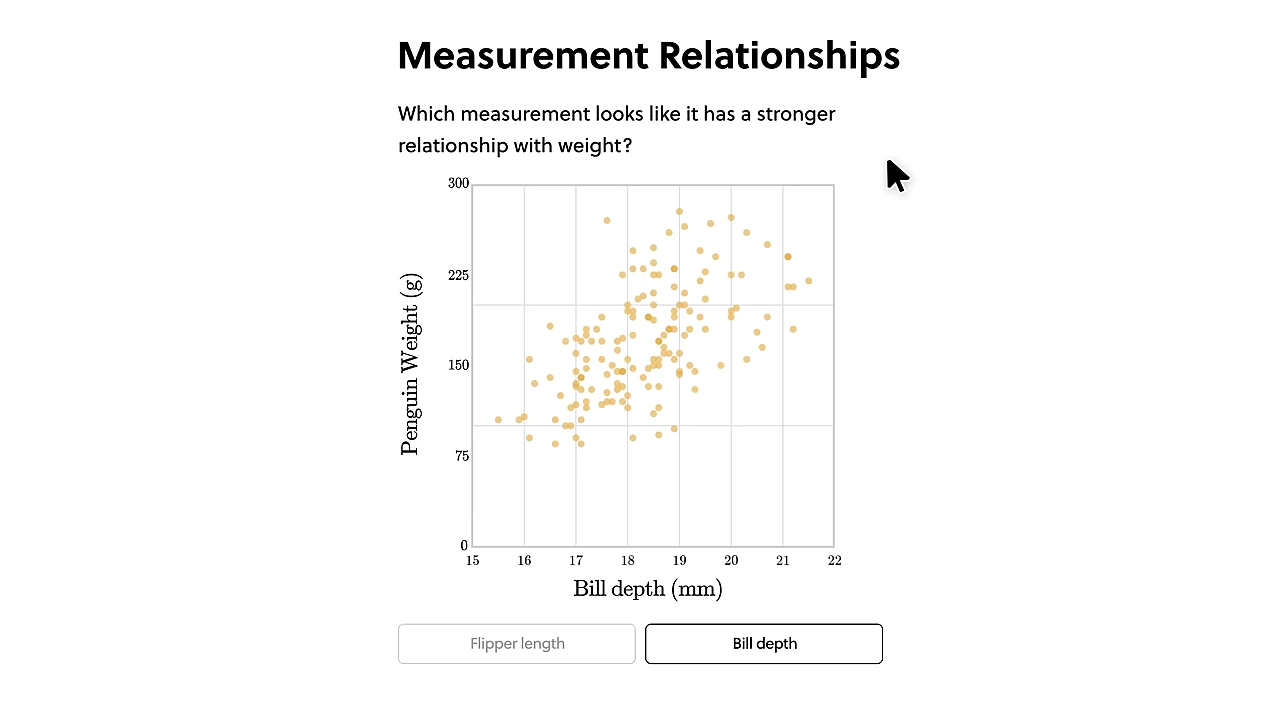 Measurement Relationships
Which measurement looks like it has a stronger
relationship with weight?
300
225
150
75
0
Penguin Weight (g)
15 16 17 18 19 20 21 22
Bill depth (mm)
Flipper length
Bill depth